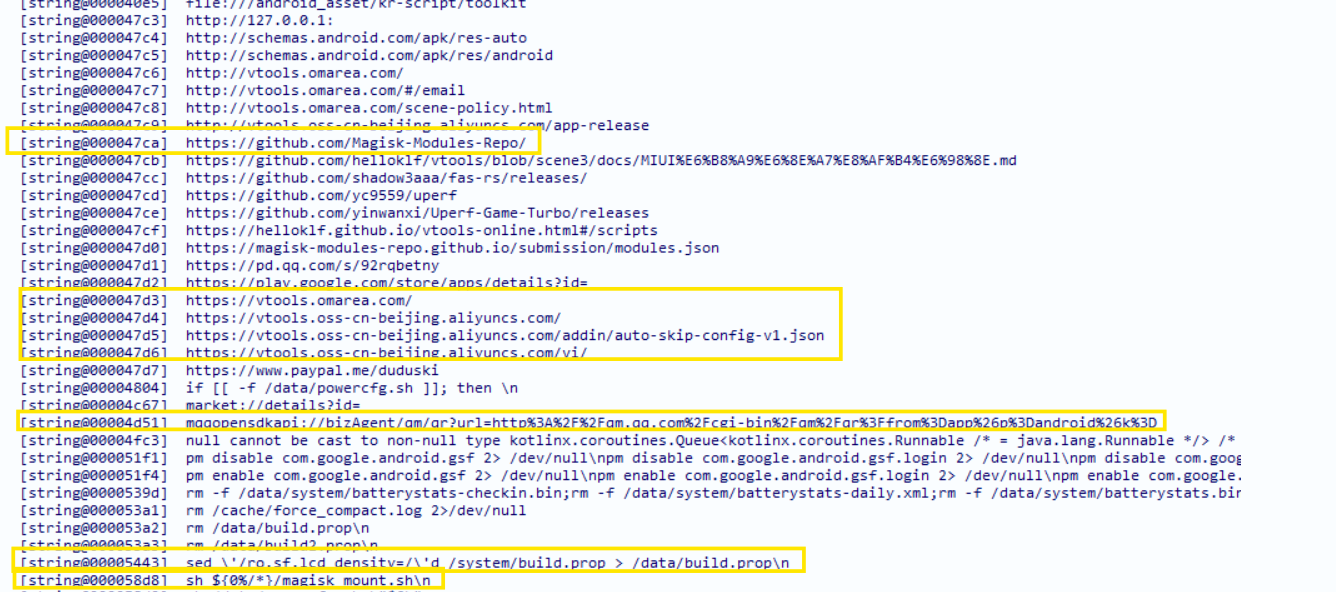 [string@000040e5]  file:///android_asset/kr-script/toolkit
[string@000047c3]  http://127.0.0.1:
[string@000047c4]  http://schemas.android.com/apk/res-auto
[string@000047c5]  http://schemas.android.com/apk/res/android
[string@000047c6]  http://vtools.omarea.com/
[string@000047c7]  http://vtools.omarea.com/#/email
[string@000047c8]  http://vtools.omarea.com/scene-policy.html
[string@000047c9]  http://vtools.oss-cn-beijing.aliyuncs.com/app-release
[string@000047ca]  https://github.com/Magisk-Modules-Repo/
[string@000047cb]  https://github.com/helloklf/vtools/blob/scene3/docs/MIUI%E6%B8%A9%E6%8E%A7%E8%AF%B4%E6%98%8E.md
[string@000047cc]  https://github.com/shadow3aaa/fas-rs/releases/
[string@000047cd]  https://github.com/yc9559/uperf
[string@000047ce]  https://github.com/yinwanxi/Uperf-Game-Turbo/releases
[string@000047cf]  https://helloklf.github.io/vtools-online.html#/scripts
[string@000047d0]  https://magisk-modules-repo.github.io/submission/modules.json
[string@000047d1]  https://pd.qq.com/s/92rqbetny
[string@000047d2]  https://play.google.com/store/apps/details?id=
[string@000047d3]  https://vtools.omarea.com/
[string@000047d4]  https://vtools.oss-cn-beijing.aliyuncs.com/
[string@000047d5]  https://vtools.oss-cn-beijing.aliyuncs.com/addin/auto-skip-config-v1.json
[string@000047d6]  https://vtools.oss-cn-beijing.aliyuncs.com/vi/
[string@000047d7]  https://www.paypal.me/duduski
[string@00004804]  if [[ -f /data/powercfg.sh ]]; then \n
[string@00004c67]  market://details?id=
[string@00004d51]  mqqopensdkapi://bizAgent/qm/qr?url=http%3A%2F%2Fqm.qq.com%2Fcgi-bin%2Fqm%2Fqr%3Ffrom%3Dapp%26p%3Dandroid%26k%3D
[string@00004fc3]  null cannot be cast to non-null type kotlinx.coroutines.Queue<kotlinx.coroutines.Runnable /* = java.lang.Runnable */> /*
[string@000051f1]  pm disable com.google.android.gsf 2> /dev/null\npm disable com.google.android.gsf.login 2> /dev/null\npm disable com.goog
[string@000051f4]  pm enable com.google.android.gsf 2> /dev/null\npm enable com.google.android.gsf.login 2> /dev/null\npm enable com.google.
[string@0000539d]  rm -f /data/system/batterystats-checkin.bin;rm -f /data/system/batterystats-daily.xml;rm -f /data/system/batterystats.bin
[string@000053a1]  rm /cache/force_compact.log 2>/dev/null
[string@000053a2]  rm /data/build.prop\n
[string@000053a3]  rm /data/build2.prop\n
[string@00005443]  sed \'/ro.sf.lcd_density=/\'d /system/build.prop > /data/build.prop\n
[string@000058d8]  sh ${0%/*}/magisk_mount.sh\n